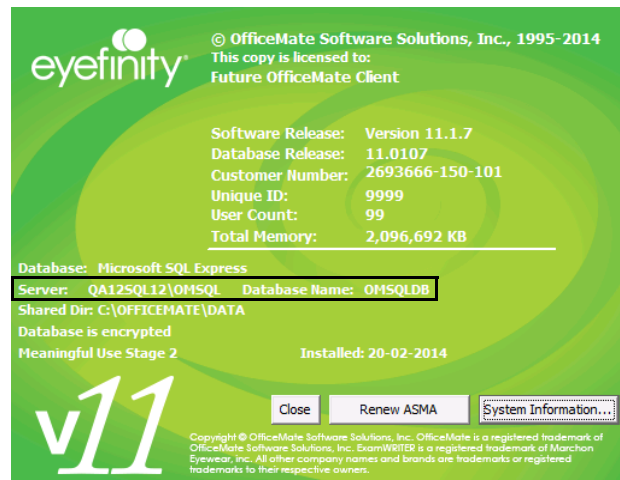 eyefinity
© OfficeMate Software Solutions, Inc., 1995-2014
This copy is licensed to:
Future OfficeMate Client
Software Release: Version 11.1.7
Database Release: 11.0107
Customer Number: 2693666-150-101
Unique ID: 9999
User Count: 99
Total Memory: 2,096,692 KB
Database: Microsoft SQL Express
Server: QA12SQL12\OMSQL Database Name: OMSQLDB
Shared Dir: C:\OFFICEMATE\DATA
Database is encrypted
Meaningful Use Stage 2 Installed: 20-02-2014
v11
Close Renew ASMA System Information...
Copyright © OfficeMate Software Solutions, Inc. OfficeMate is a registered trademark of
OfficeMate Software Solutions, Inc. ExamWRITER is a registered trademark of Marchon
Eyewear, Inc. All other company names and brands are trademarks or registered
trademarks to their respective owners.